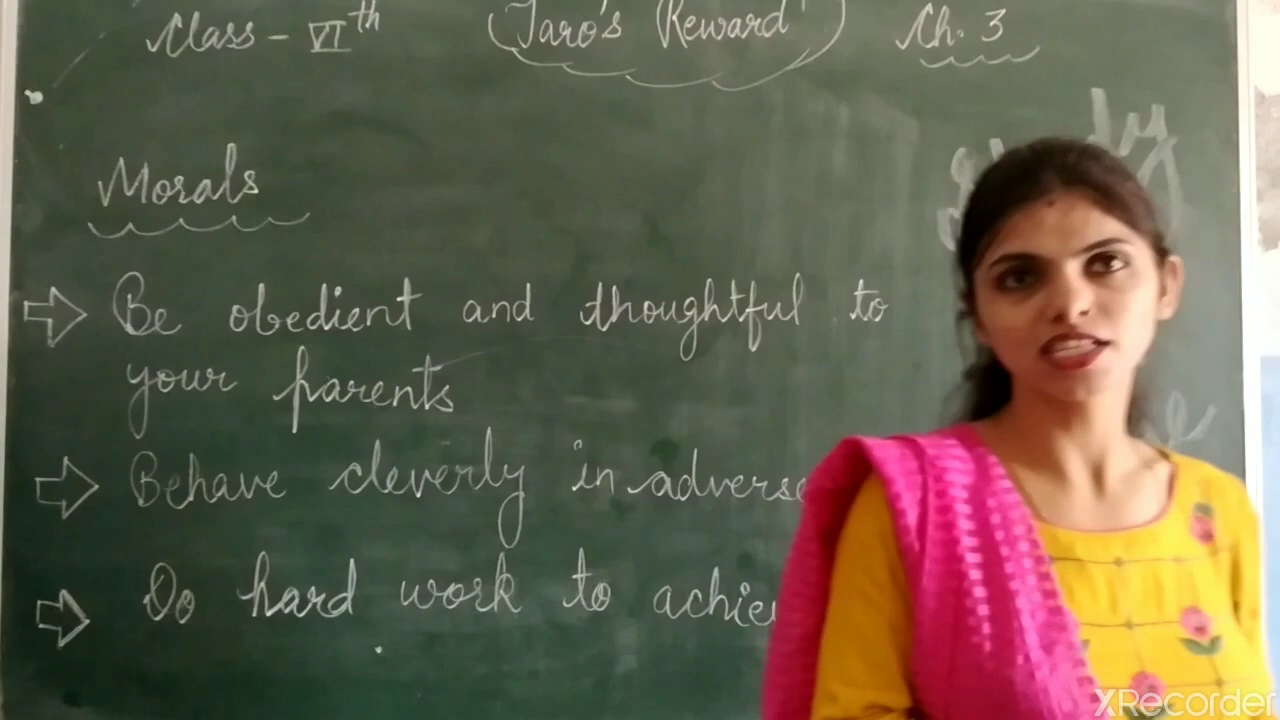 Class - VIth (Taro's Reward) Ch. 3
Morals
⇨ Be obedient and thoughtful to
your parents
⇨ Behave cleverly in adverse
⇨ Do hard work to achie
XRecorder